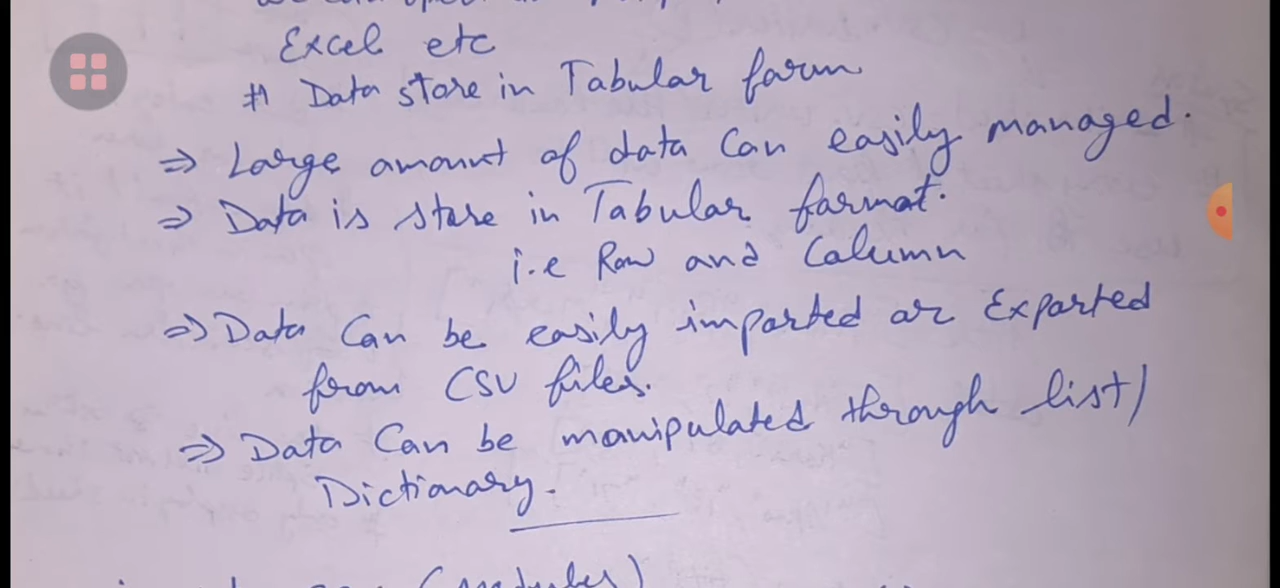 Excel etc
# Data store in Tabular form
⇒ Large amount of data Can easily managed.
⇒ Data is store in Tabular format.
i.e Row and Column
⇒ Data Can be easily imported or Exported
from CSV files.
⇒ Data Can be manipulated through list/
Dictionary.